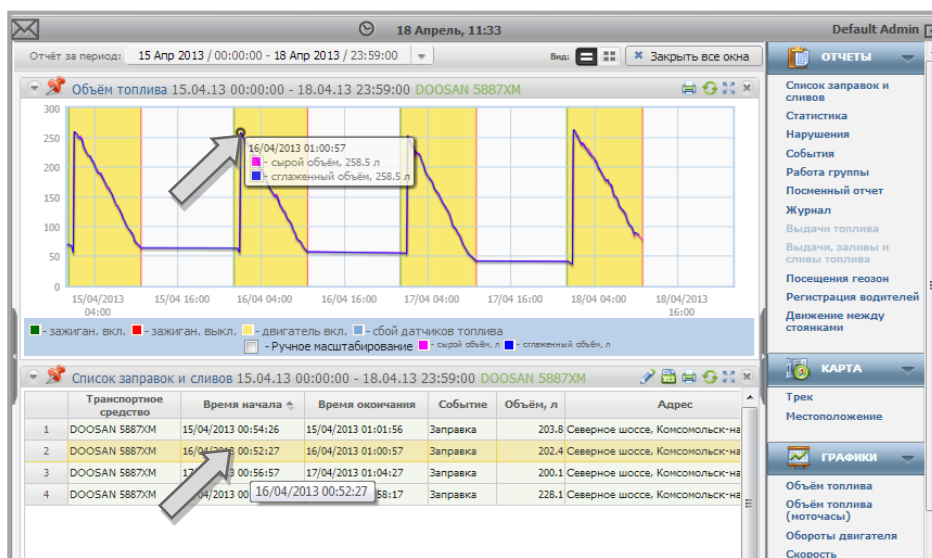 18 Апрель, 11:33
Default Admin
Отчёт за период: 15 Апр 2013 / 00:00:00 - 18 Апр 2013 / 23:59:00
Вид:
Закрыть все окна
Объём топлива 15.04.13 00:00:00 - 18.04.13 23:59:00 DOOSAN 5887XM
300
250
200
150
100
50
0
16/04/2013 01:00:57
- сырой объём, 258.5 л
- сглаженный объём, 258.5 л
15/04/2013 15/04 16:00 16/04 04:00 16/04 16:00 17/04 04:00 17/04 16:00 18/04 04:00 18/04/2013
04:00 16:00
- зажиган. вкл. - зажиган. выкл. - двигатель вкл. - сбой датчиков топлива
- Ручное масштабирование - сырой объём, л - сглаженный объём, л
Список заправок и сливов 15.04.13 00:00:00 - 18.04.13 23:59:00 DOOSAN 5887XM
Транспортное средство Время начала Время окончания Событие Объём, л Адрес
1 DOOSAN 5887XM 15/04/2013 00:54:26 15/04/2013 01:01:56 Заправка 203.8 Северное шоссе, Комсомольск-на
2 DOOSAN 5887XM 16/04/2013 00:52:27 16/04/2013 01:00:57 Заправка 202.4 Северное шоссе, Комсомольск-на
3 DOOSAN 5887XM 00:56:57 17/04/2013 01:04:27 Заправка 200.1 Северное шоссе, Комсомольск-на
4 DOOSAN 5887XM 58:17 Заправка 228.1 Северное шоссе, Комсомольск-на
16/04/2013 00:52:27
ОТЧЕТЫ
Список заправок и
сливов
Статистика
Нарушения
События
Работа группы
Посменный отчет
Журнал
Выдачи топлива
Выдачи, заливы и
сливы топлива
Посещения геозон
Регистрация водителей
Движение между
стоянками
КАРТА
Трек
Местоположение
ГРАФИКИ
Объём топлива
Объём топлива
(моточасы)
Обороты двигателя
Скорость